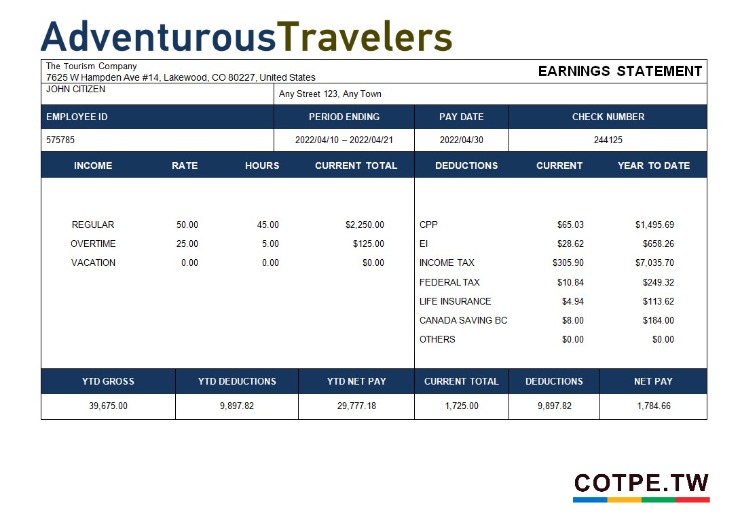 AdventurousTravelers
The Tourism Company
7625 W Hampden Ave #14, Lakewood, CO 80227, United States
EARNINGS STATEMENT
JOHN CITIZEN Any Street 123, Any Town
EMPLOYEE ID PERIOD ENDING PAY DATE CHECK NUMBER
575785 2022/04/10 – 2022/04/21 2022/04/30 244125
INCOME RATE HOURS CURRENT TOTAL DEDUCTIONS CURRENT YEAR TO DATE
REGULAR 50.00 45.00 $2,250.00 CPP $65.03 $1,495.69
OVERTIME 25.00 5.00 $125.00 EI $28.62 $658.26
VACATION 0.00 0.00 $0.00 INCOME TAX $305.90 $7,035.70
FEDERAL TAX $10.84 $249.32
LIFE INSURANCE $4.94 $113.62
CANADA SAVING BC $8.00 $184.00
OTHERS $0.00 $0.00
YTD GROSS YTD DEDUCTIONS YTD NET PAY CURRENT TOTAL DEDUCTIONS NET PAY
39,675.00 9,897.82 29,777.18 1,725.00 9,897.82 1,784.66
COTPE.TW